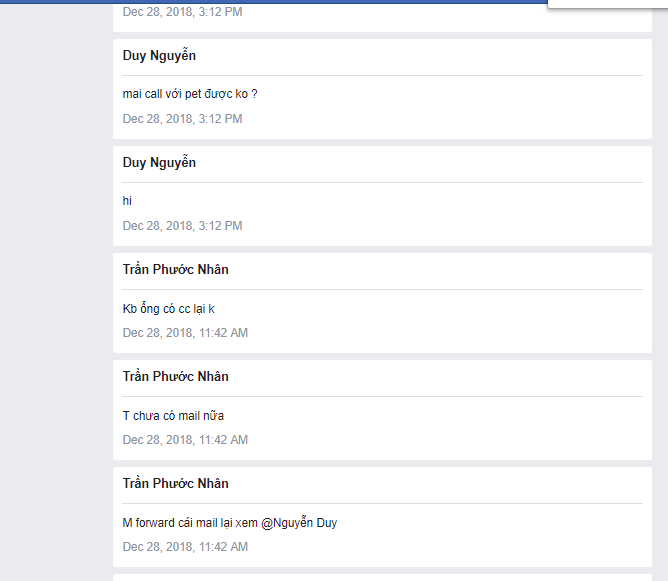 Dec 28, 2018, 3:12 PM
Duy Nguyễn
mai call với pet được ko ?
Dec 28, 2018, 3:12 PM
Duy Nguyễn
hi
Dec 28, 2018, 3:12 PM
Trần Phước Nhân
Kb ổng có cc lại k
Dec 28, 2018, 11:42 AM
Trần Phước Nhân
T chưa có mail nữa
Dec 28, 2018, 11:42 AM
Trần Phước Nhân
M forward cái mail lại xem @Nguyễn Duy
Dec 28, 2018, 11:42 AM